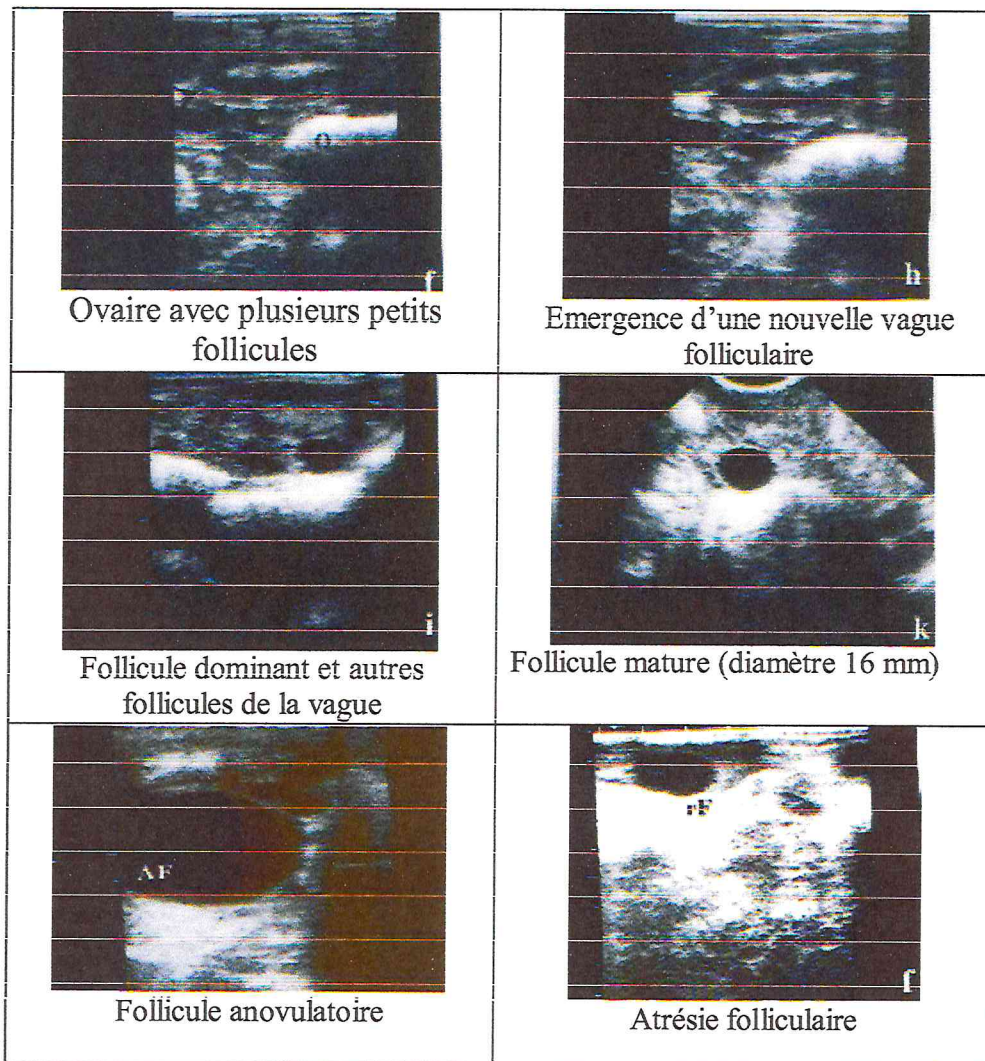 O
f
Ovaire avec plusieurs petits
follicules
h
Emergence d'une nouvelle vague
folliculaire
i
Follicule dominant et autres
follicules de la vague
k
Follicule mature (diamètre 16 mm)
AF
Follicule anovulatoire
rF
f
Atrésie folliculaire